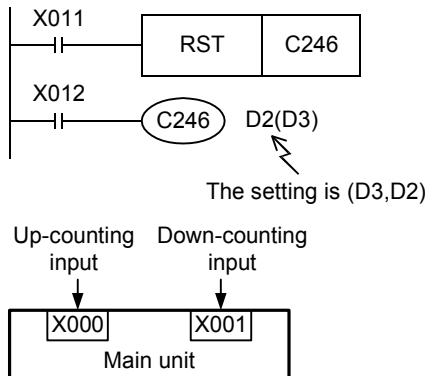 X011
RST C246
X012
C246 D2(D3)
The setting is (D3,D2)
Up-counting Down-counting
input input
X000 X001
Main unit